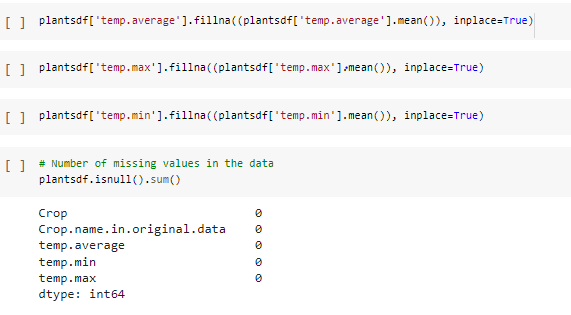 [ ] plantsdf['temp.average'].fillna((plantsdf['temp.average'].mean()), inplace=True)
[ ] plantsdf['temp.max'].fillna((plantsdf['temp.max'].mean()), inplace=True)
[ ] plantsdf['temp.min'].fillna((plantsdf['temp.min'].mean()), inplace=True)
[ ] # Number of missing values in the data
plantsdf.isnull().sum()
Crop 0
Crop.name.in.original.data 0
temp.average 0
temp.min 0
temp.max 0
dtype: int64